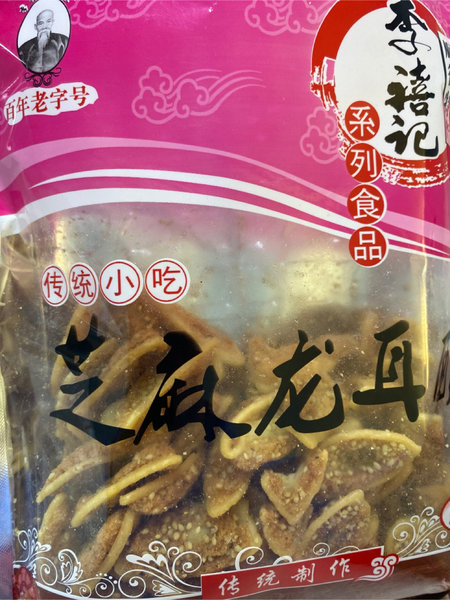 百年老字号
李禧记
系列食品
传统小吃
芝麻龙耳
传统制作